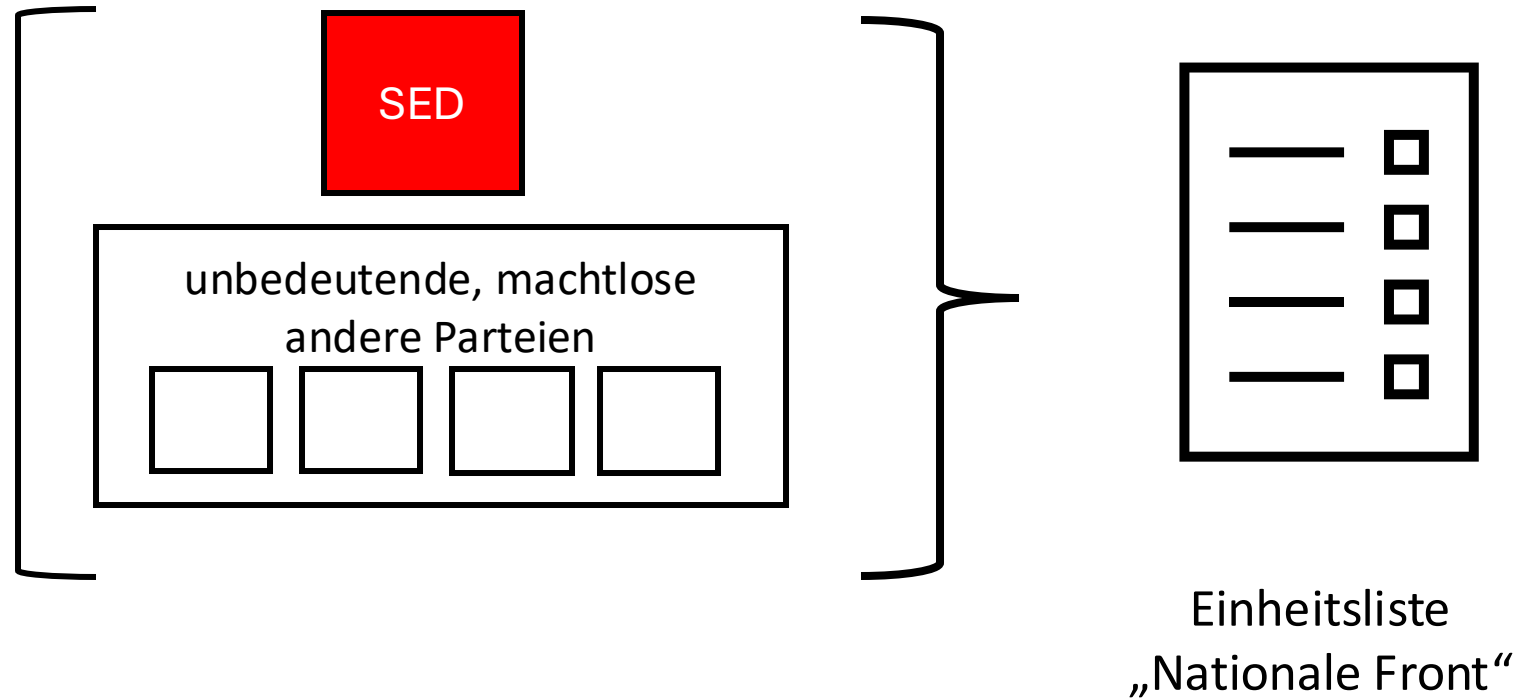 SED
unbedeutende, machtlose
andere Parteien
Einheitsliste
„Nationale Front“